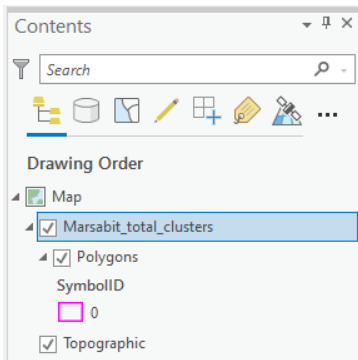 Contents
Search
Drawing Order
Map
Marsabit_total_clusters
Polygons
SymbolID
0
Topographic